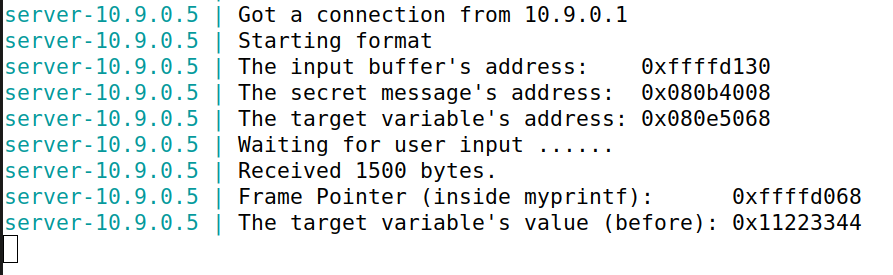 server-10.9.0.5 | Got a connection from 10.9.0.1
server-10.9.0.5 | Starting format
server-10.9.0.5 | The input buffer's address:    0xffffd130
server-10.9.0.5 | The secret message's address:  0x080b4008
server-10.9.0.5 | The target variable's address: 0x080e5068
server-10.9.0.5 | Waiting for user input ......
server-10.9.0.5 | Received 1500 bytes.
server-10.9.0.5 | Frame Pointer (inside myprintf):      0xffffd068
server-10.9.0.5 | The target variable's value (before): 0x11223344